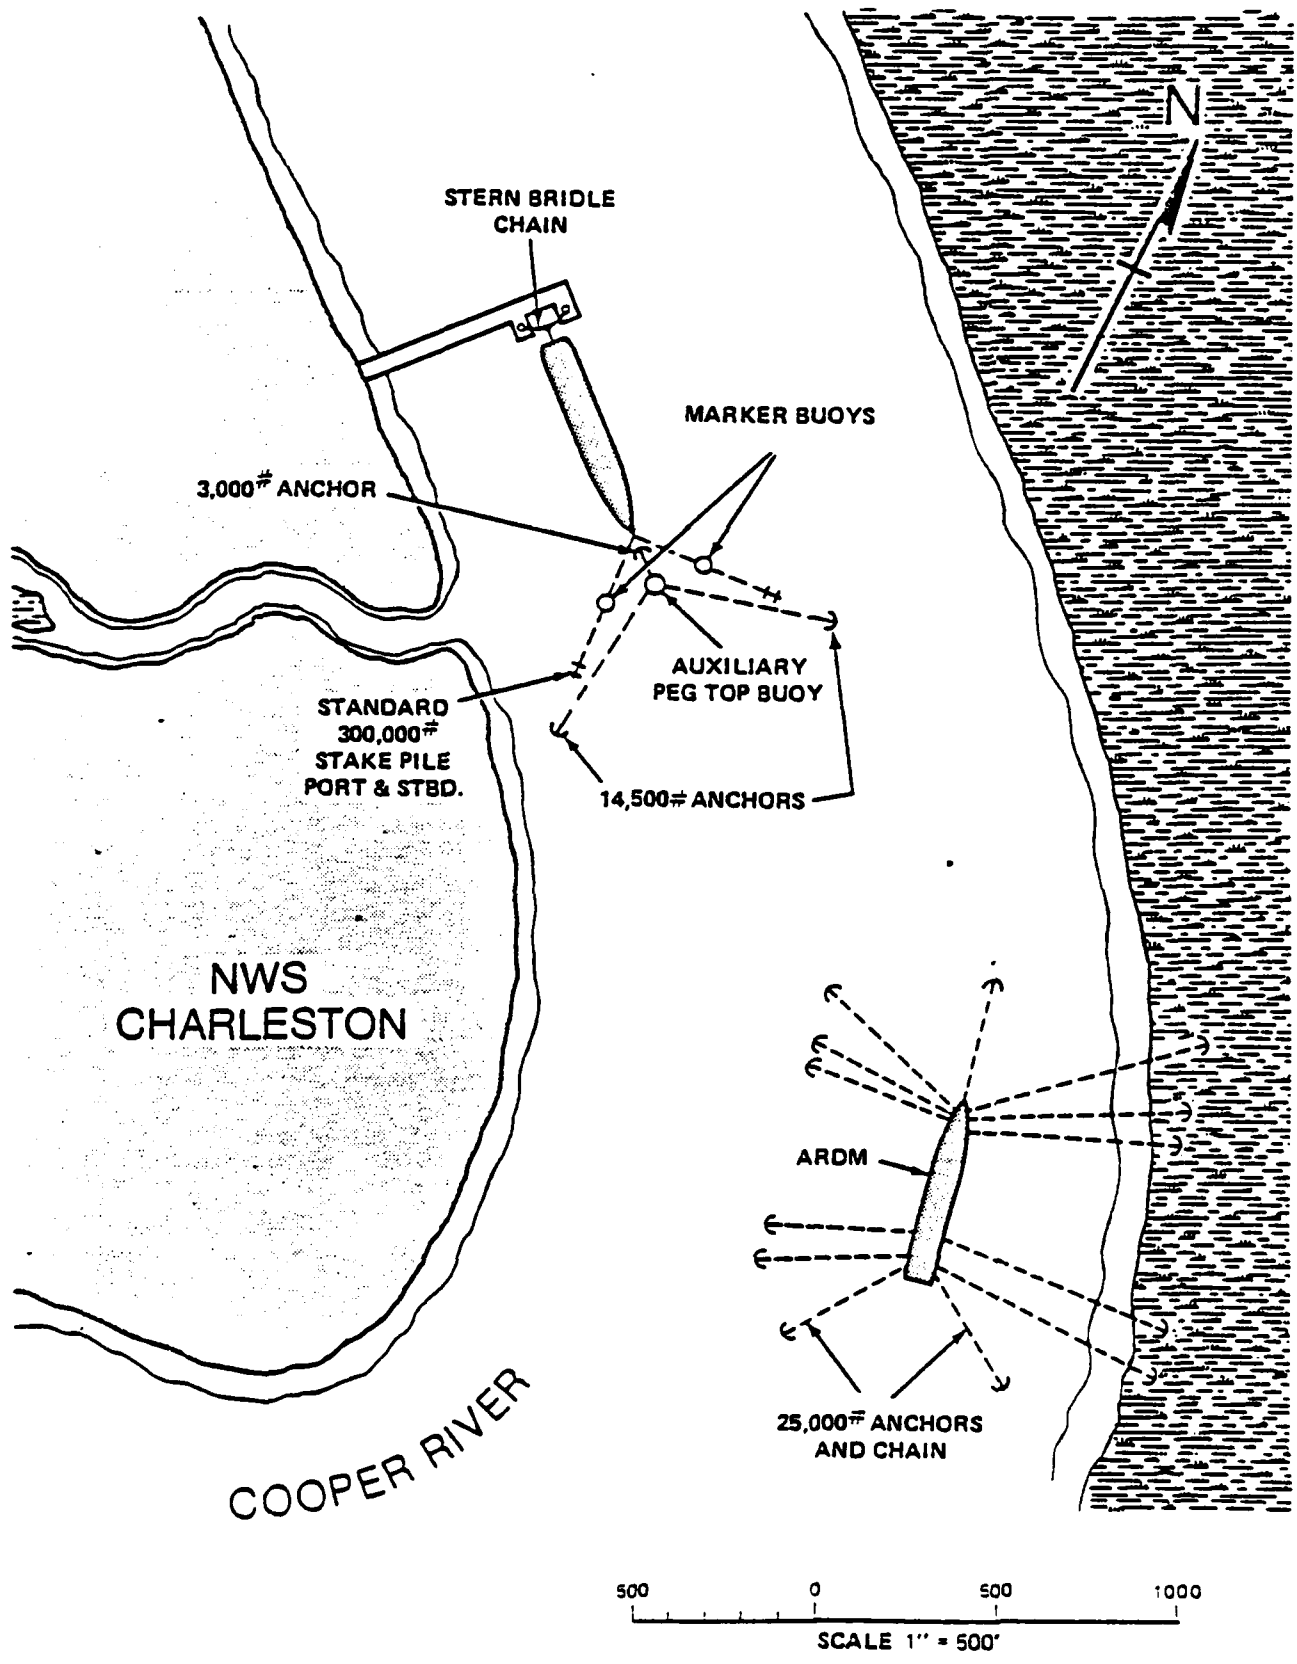 N
STERN BRIDLE
CHAIN
MARKER BUOYS
3,000# ANCHOR
AUXILIARY
PEG TOP BUOY
STANDARD
300,000#
STAKE PILE
PORT & STBD.
14,500# ANCHORS
NWS
CHARLESTON
ARDM
25,000# ANCHORS
AND CHAIN
COOPER RIVER
500 0 500 1000
SCALE 1" = 500'